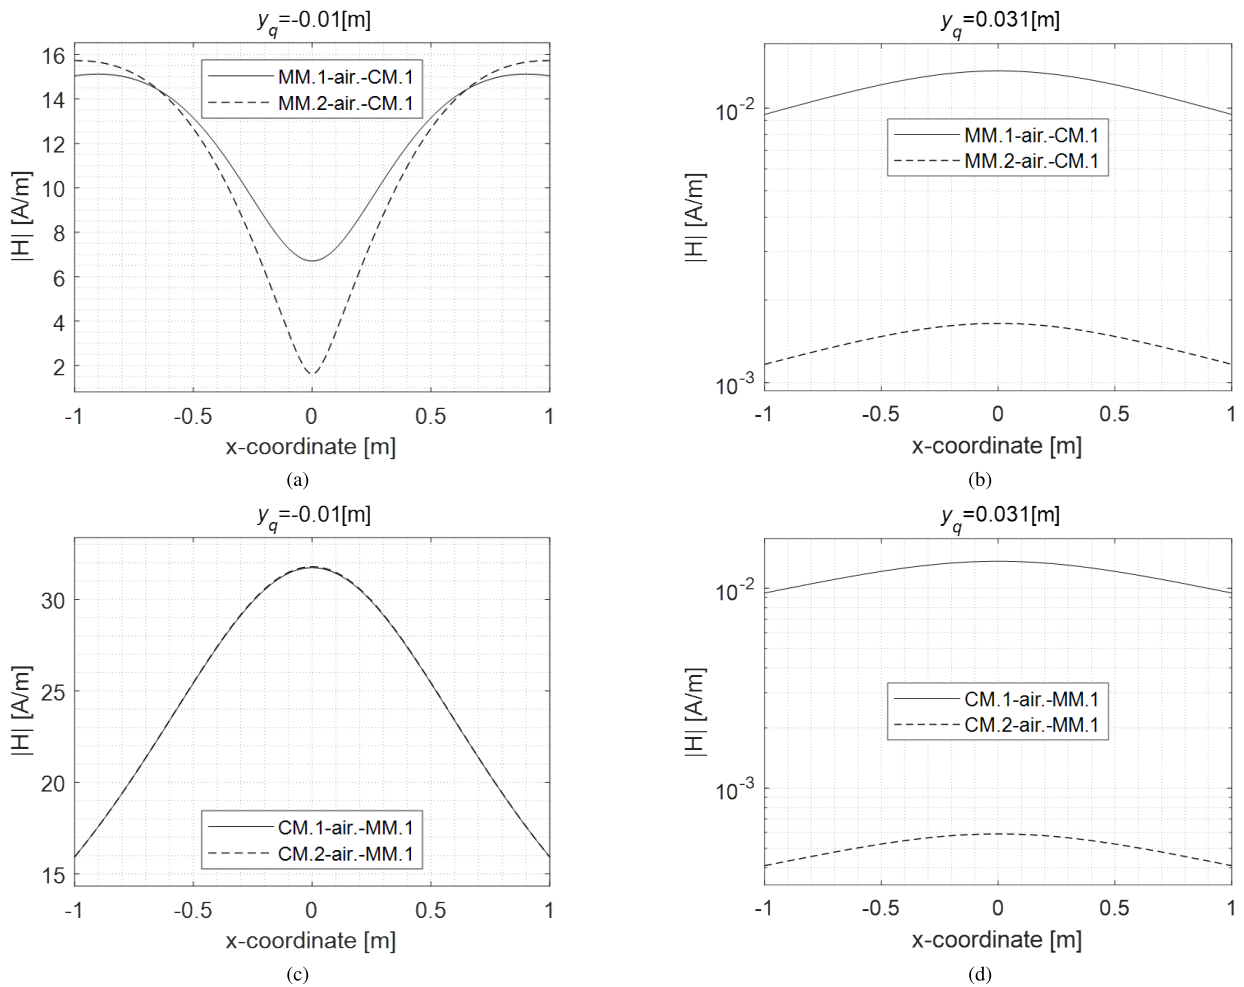 y_q=-0.01[m]
16
14
12
10
8
6
4
2
|H| [A/m]
MM.1-air.-CM.1
MM.2-air.-CM.1
-1 -0.5 0 0.5 1
x-coordinate [m]
(a)
y_q=0.031[m]
10^-2
10^-3
|H| [A/m]
MM.1-air.-CM.1
MM.2-air.-CM.1
-1 -0.5 0 0.5 1
x-coordinate [m]
(b)
y_q=-0.01[m]
30
25
20
15
|H| [A/m]
CM.1-air.-MM.1
CM.2-air.-MM.1
-1 -0.5 0 0.5 1
x-coordinate [m]
(c)
y_q=0.031[m]
10^-2
10^-3
|H| [A/m]
CM.1-air.-MM.1
CM.2-air.-MM.1
-1 -0.5 0 0.5 1
x-coordinate [m]
(d)